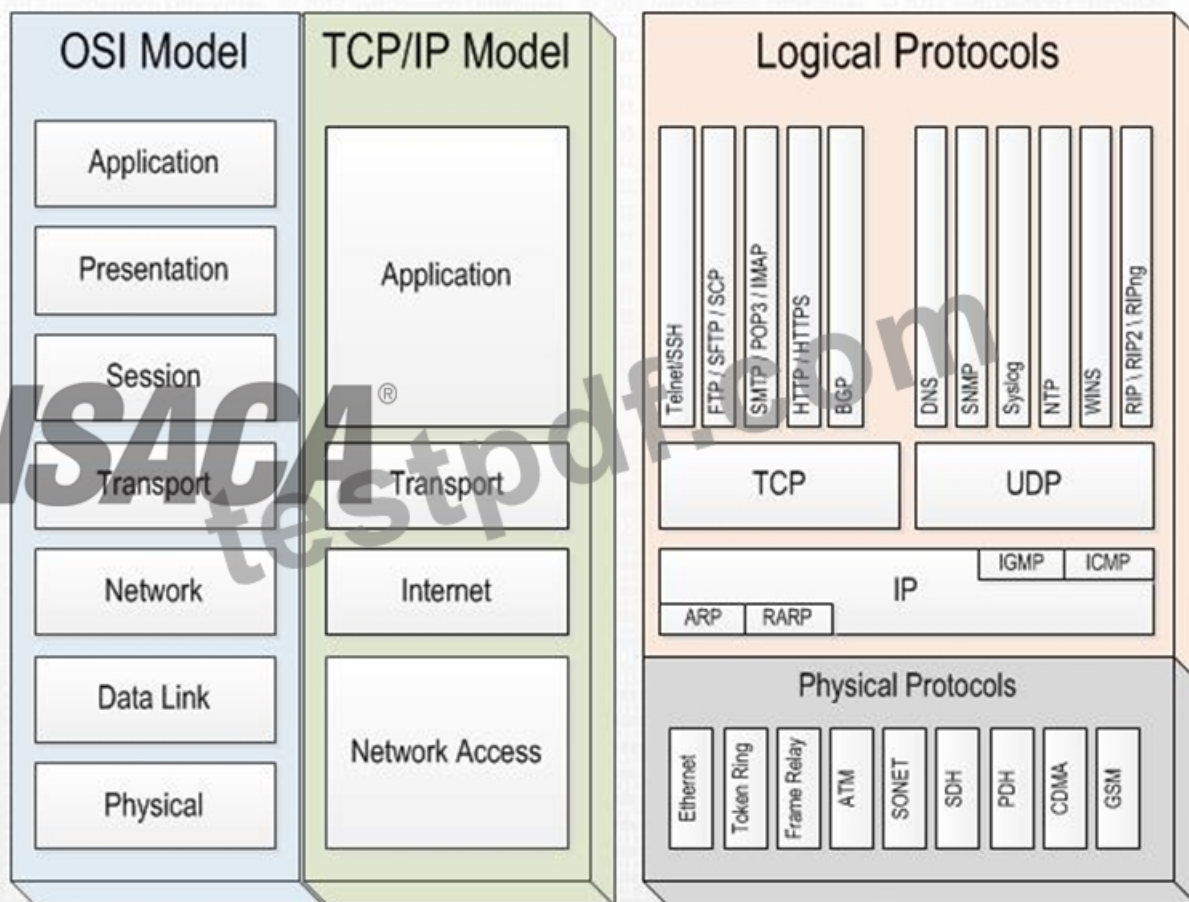 OSI Model
Application
Presentation
Session
Transport
Network
Data Link
Physical
TCP/IP Model
Application
Transport
Internet
Network Access
Logical Protocols
Telnet/SSH
FTP / SFTP / SCP
SMTP / POP3 / IMAP
HTTP / HTTPS
BGP
DNS
SNMP
Syslog
NTP
WINS
RIP \ RIP2 \ RIPng
TCP
UDP
IP
IGMP
ICMP
ARP
RARP
Physical Protocols
Ethernet
Token Ring
Frame Relay
ATM
SONET
SDH
PDH
CDMA
GSM
ISACA®
testpdf.com